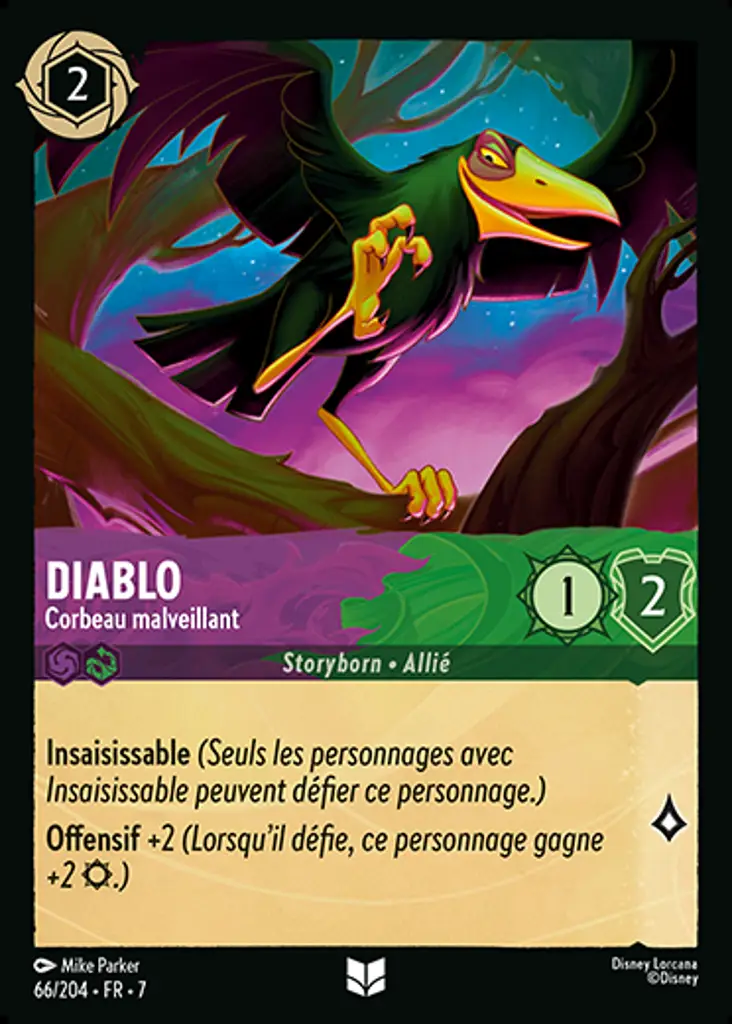 2
DIABLO
Corbeau malveillant
1
2
Storyborn • Allié
Insaisissable (Seuls les personnages avec
Insaisissable peuvent défier ce personnage.)
Offensif +2 (Lorsqu'il défie, ce personnage gagne
+2 .)
Mike Parker
66/204 • FR • 7
Disney Lorcana
©Disney